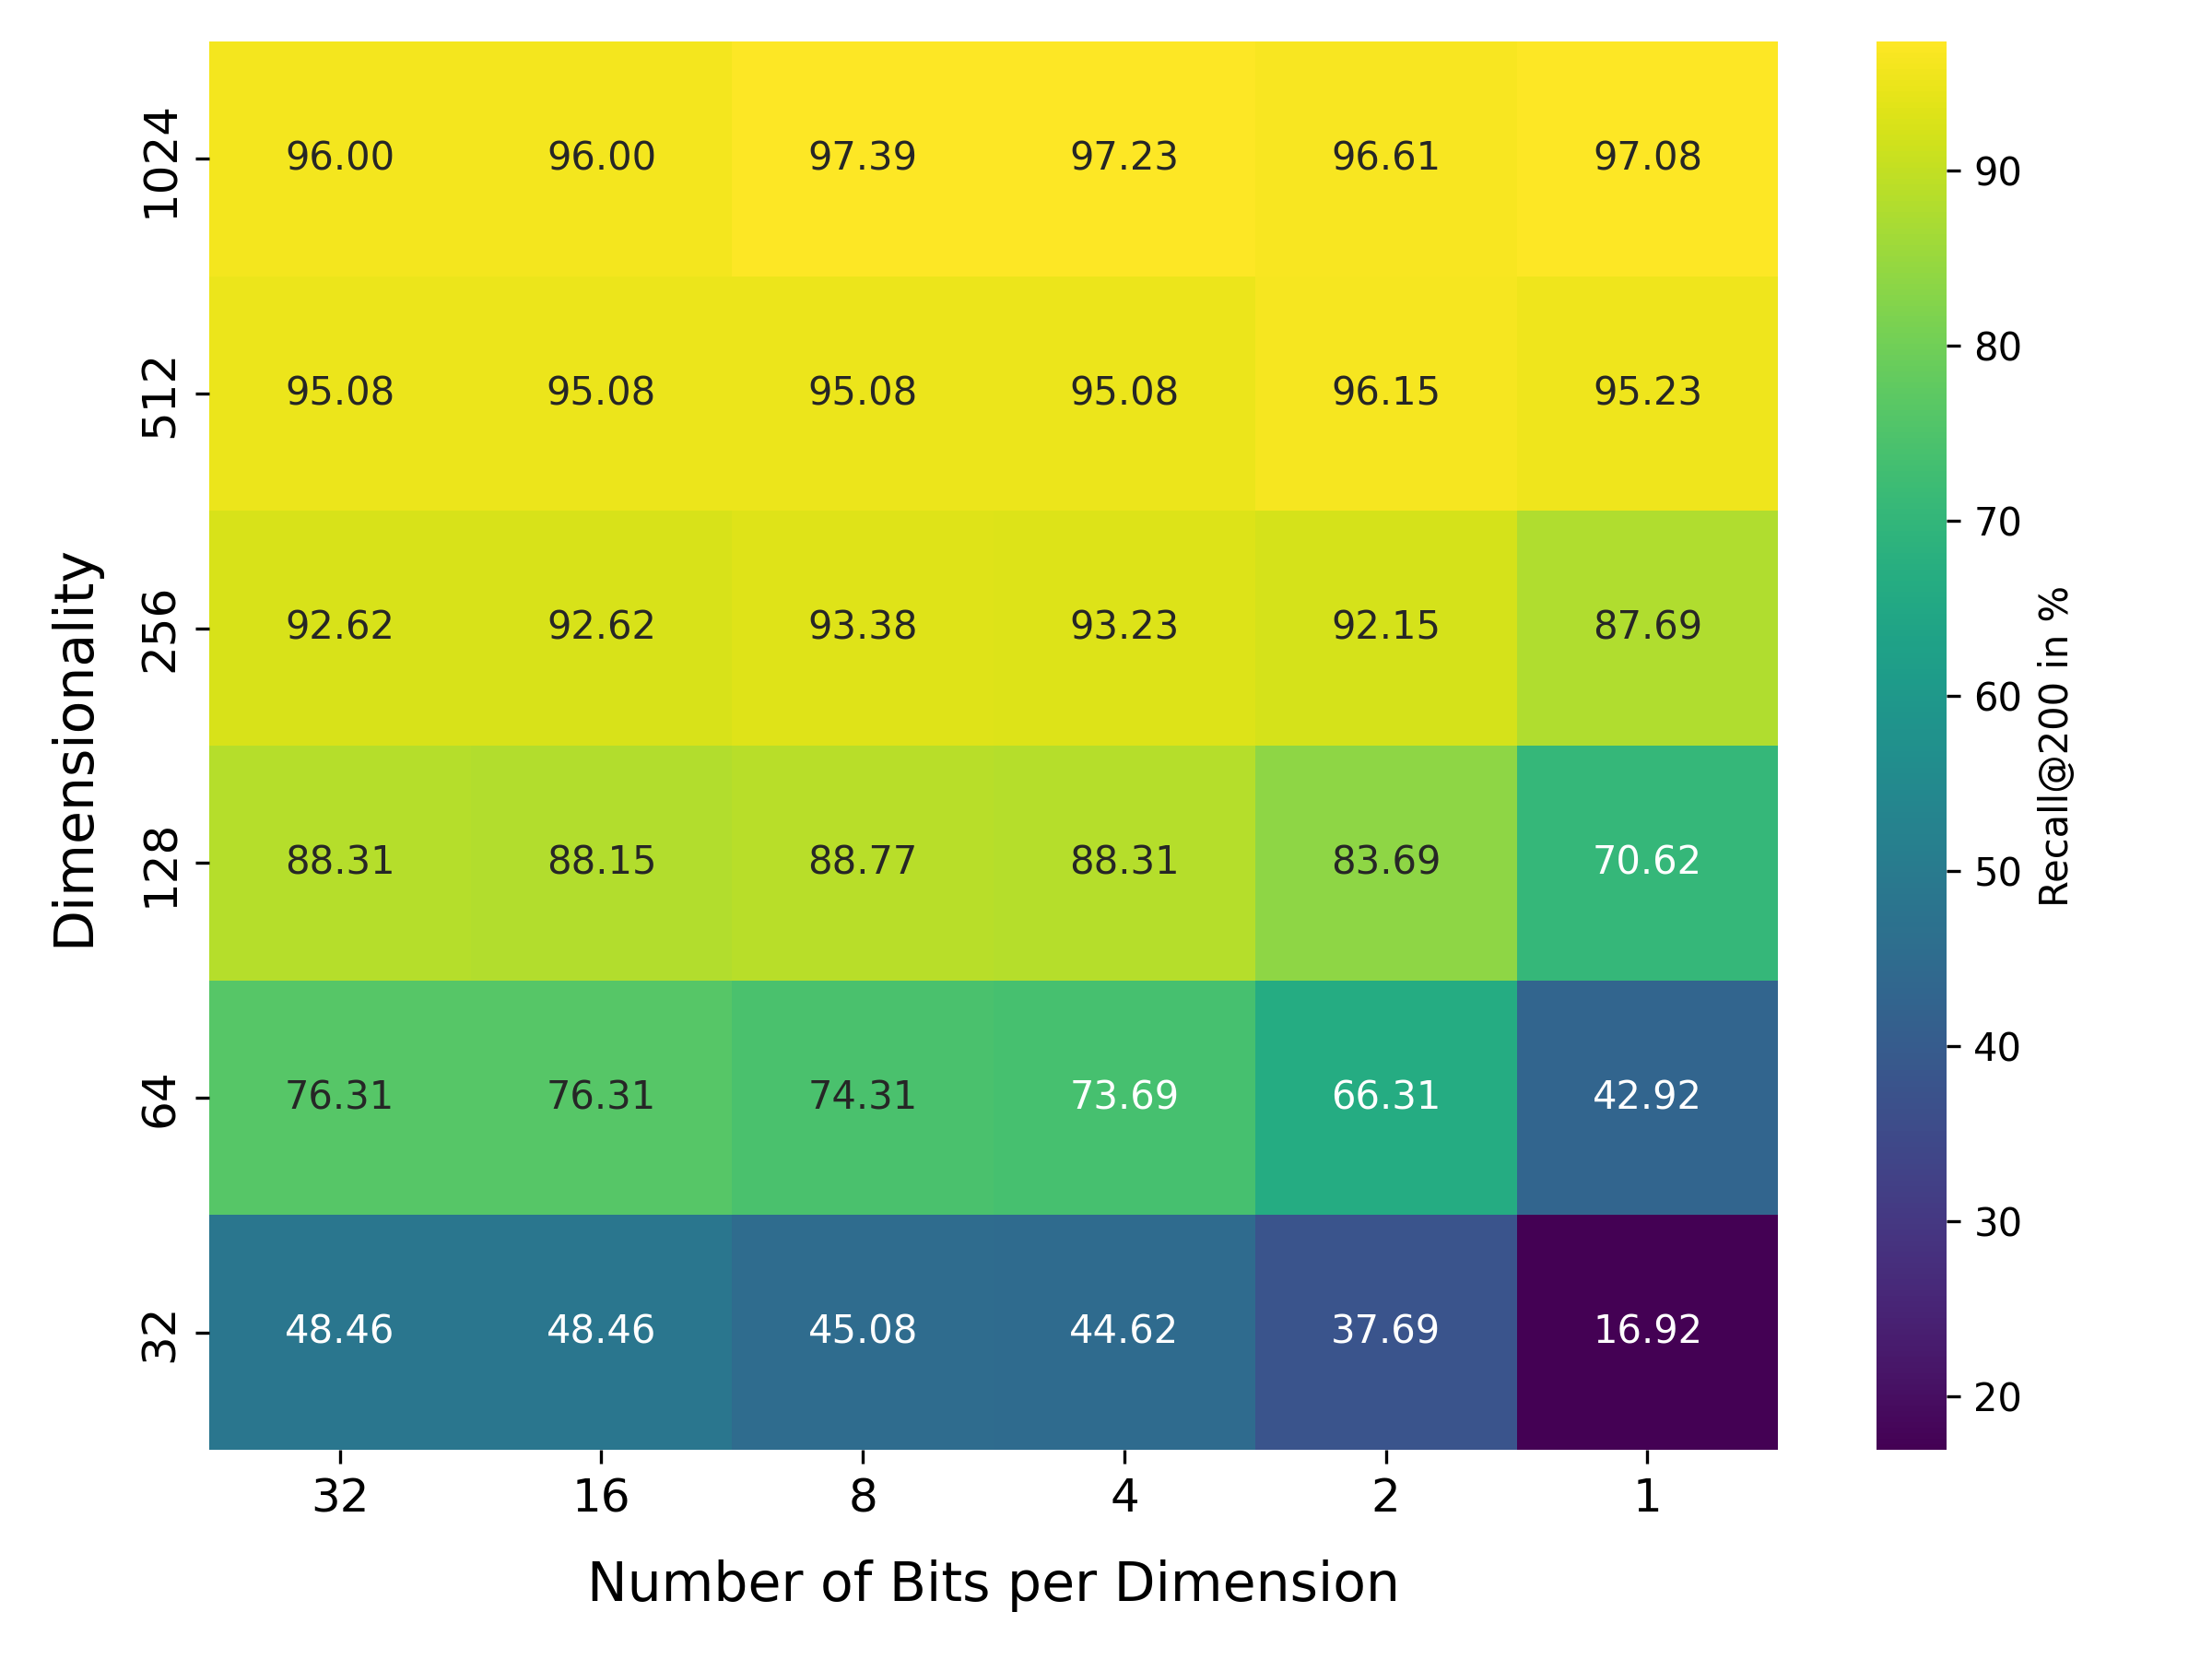 1024 96.00 96.00 97.39 97.23 96.61 97.08
512 95.08 95.08 95.08 95.08 96.15 95.23
256 92.62 92.62 93.38 93.23 92.15 87.69
128 88.31 88.15 88.77 88.31 83.69 70.62
64 76.31 76.31 74.31 73.69 66.31 42.92
32 48.46 48.46 45.08 44.62 37.69 16.92
32 16 8 4 2 1
Number of Bits per Dimension
Dimensionality
90
80
70
60
50
40
30
20
Recall@200 in %